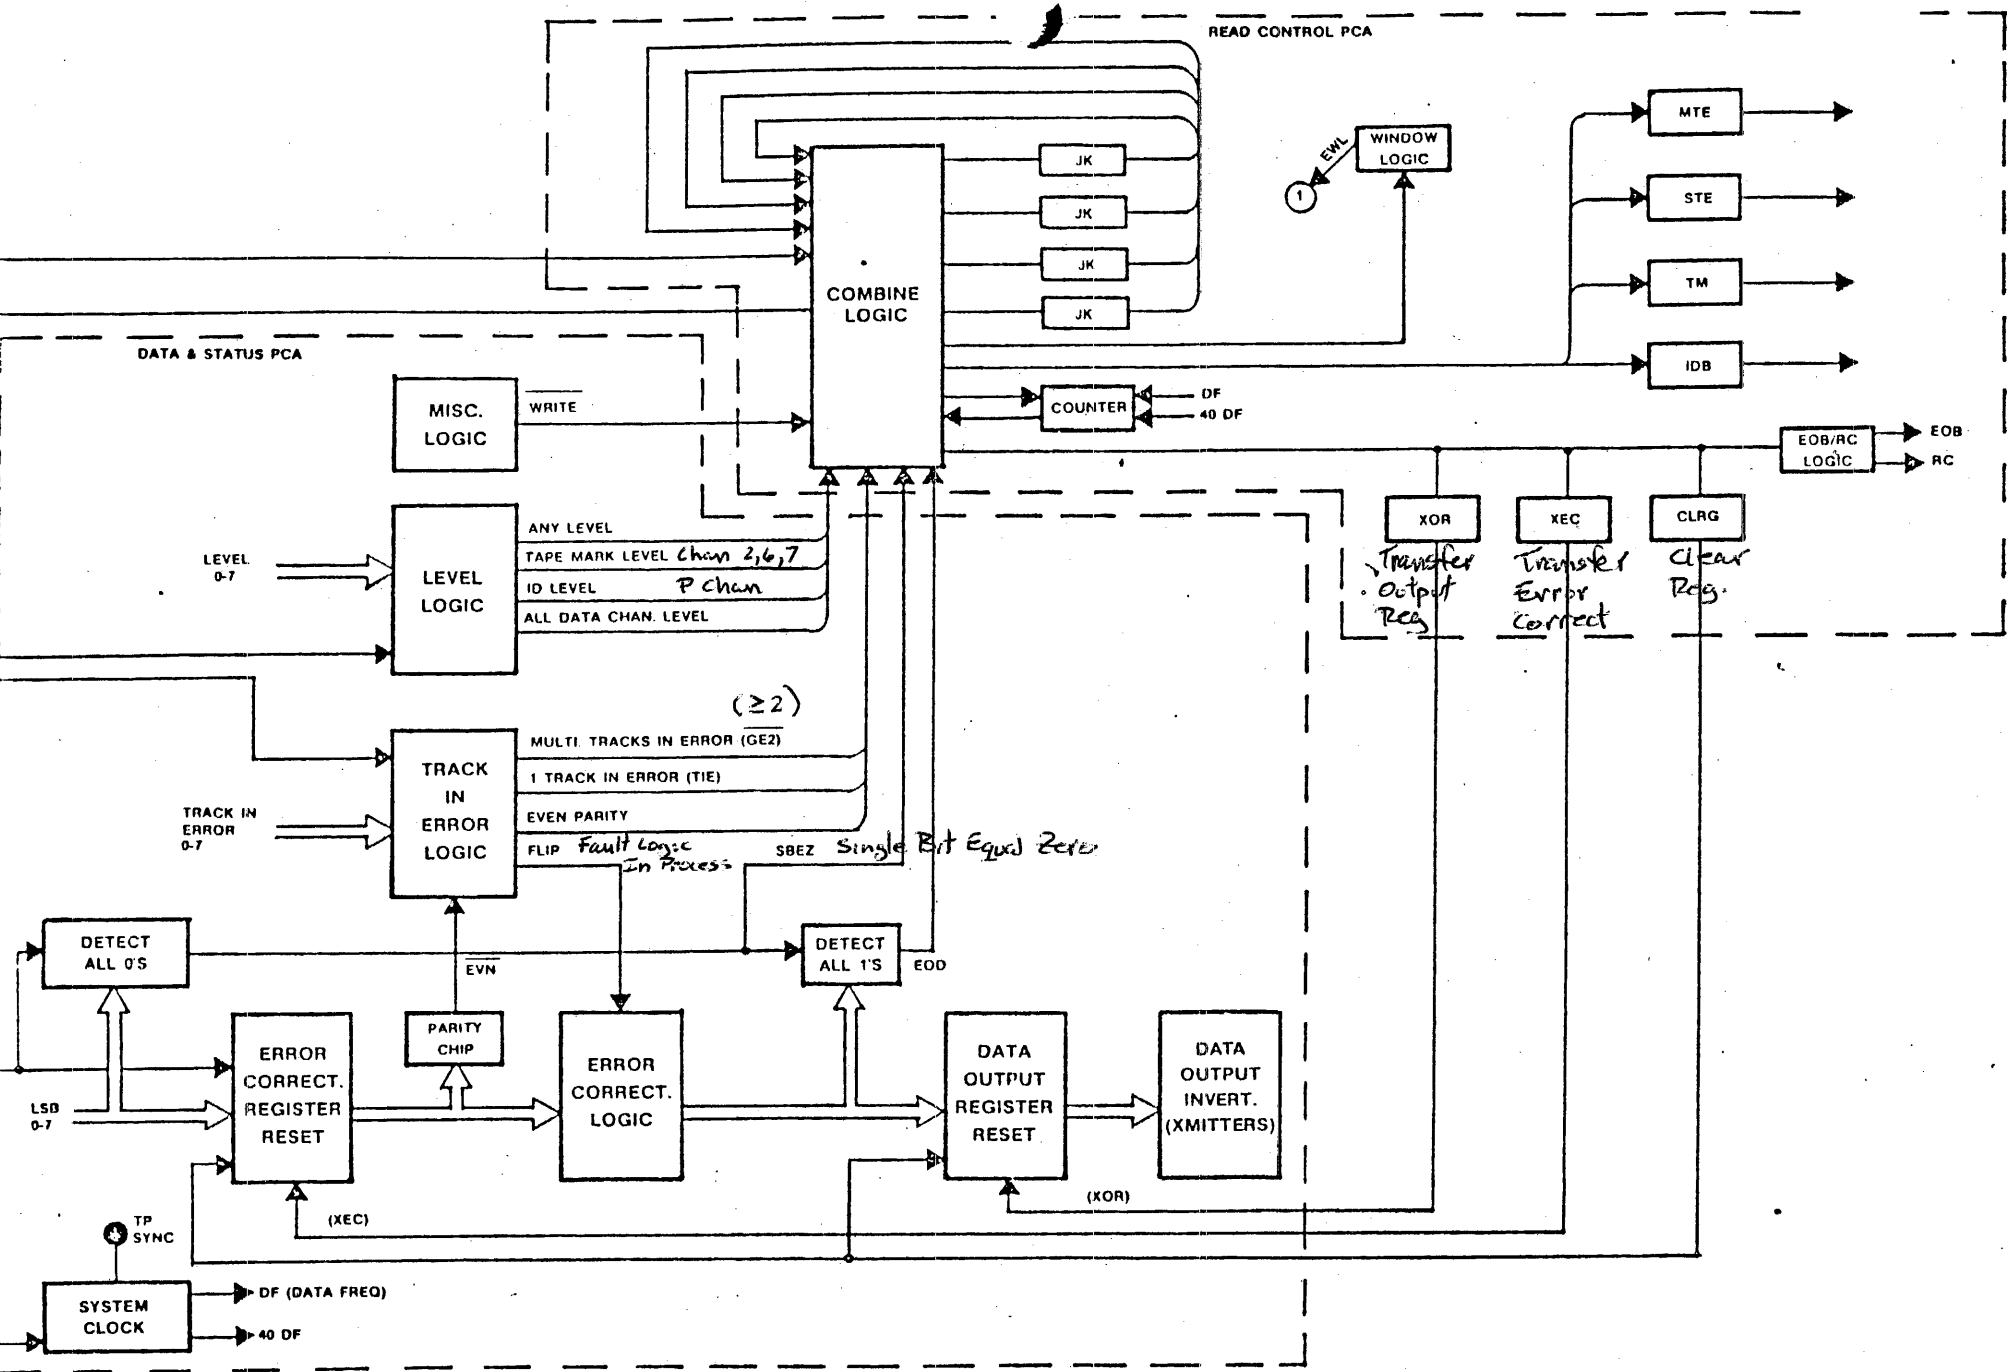 READ CONTROL PCA
MTE
STE
TM
IDB
WINDOW
LOGIC
EWL
1
JK
JK
JK
JK
COMBINE
LOGIC
DATA & STATUS PCA
MISC.
LOGIC
WRITE
COUNTER
DF
40 DF
EOB/RC
LOGIC
EOB
RC
XOR
XEC
CLRG
Transfer
Output
Reg
Transfer
Error
Correct
Clear
Reg.
LEVEL
0-7
LEVEL
LOGIC
ANY LEVEL
TAPE MARK LEVEL Chan 2,6,7
ID LEVEL P Chan
ALL DATA CHAN. LEVEL
(≥2)
TRACK IN
ERROR
0-7
TRACK
IN
ERROR
LOGIC
MULTI. TRACKS IN ERROR (GE2)
1 TRACK IN ERROR (TIE)
EVEN PARITY
FLIP Fault Logic
In Process
SBEZ Single Bit Equal Zero
DETECT
ALL 0'S
EVN
DETECT
ALL 1'S
EOD
LSB
0-7
ERROR
CORRECT.
REGISTER
RESET
PARITY
CHIP
ERROR
CORRECT.
LOGIC
DATA
OUTPUT
REGISTER
RESET
DATA
OUTPUT
INVERT.
(XMITTERS)
(XEC)
(XOR)
TP
SYNC
SYSTEM
CLOCK
DF (DATA FREQ)
40 DF